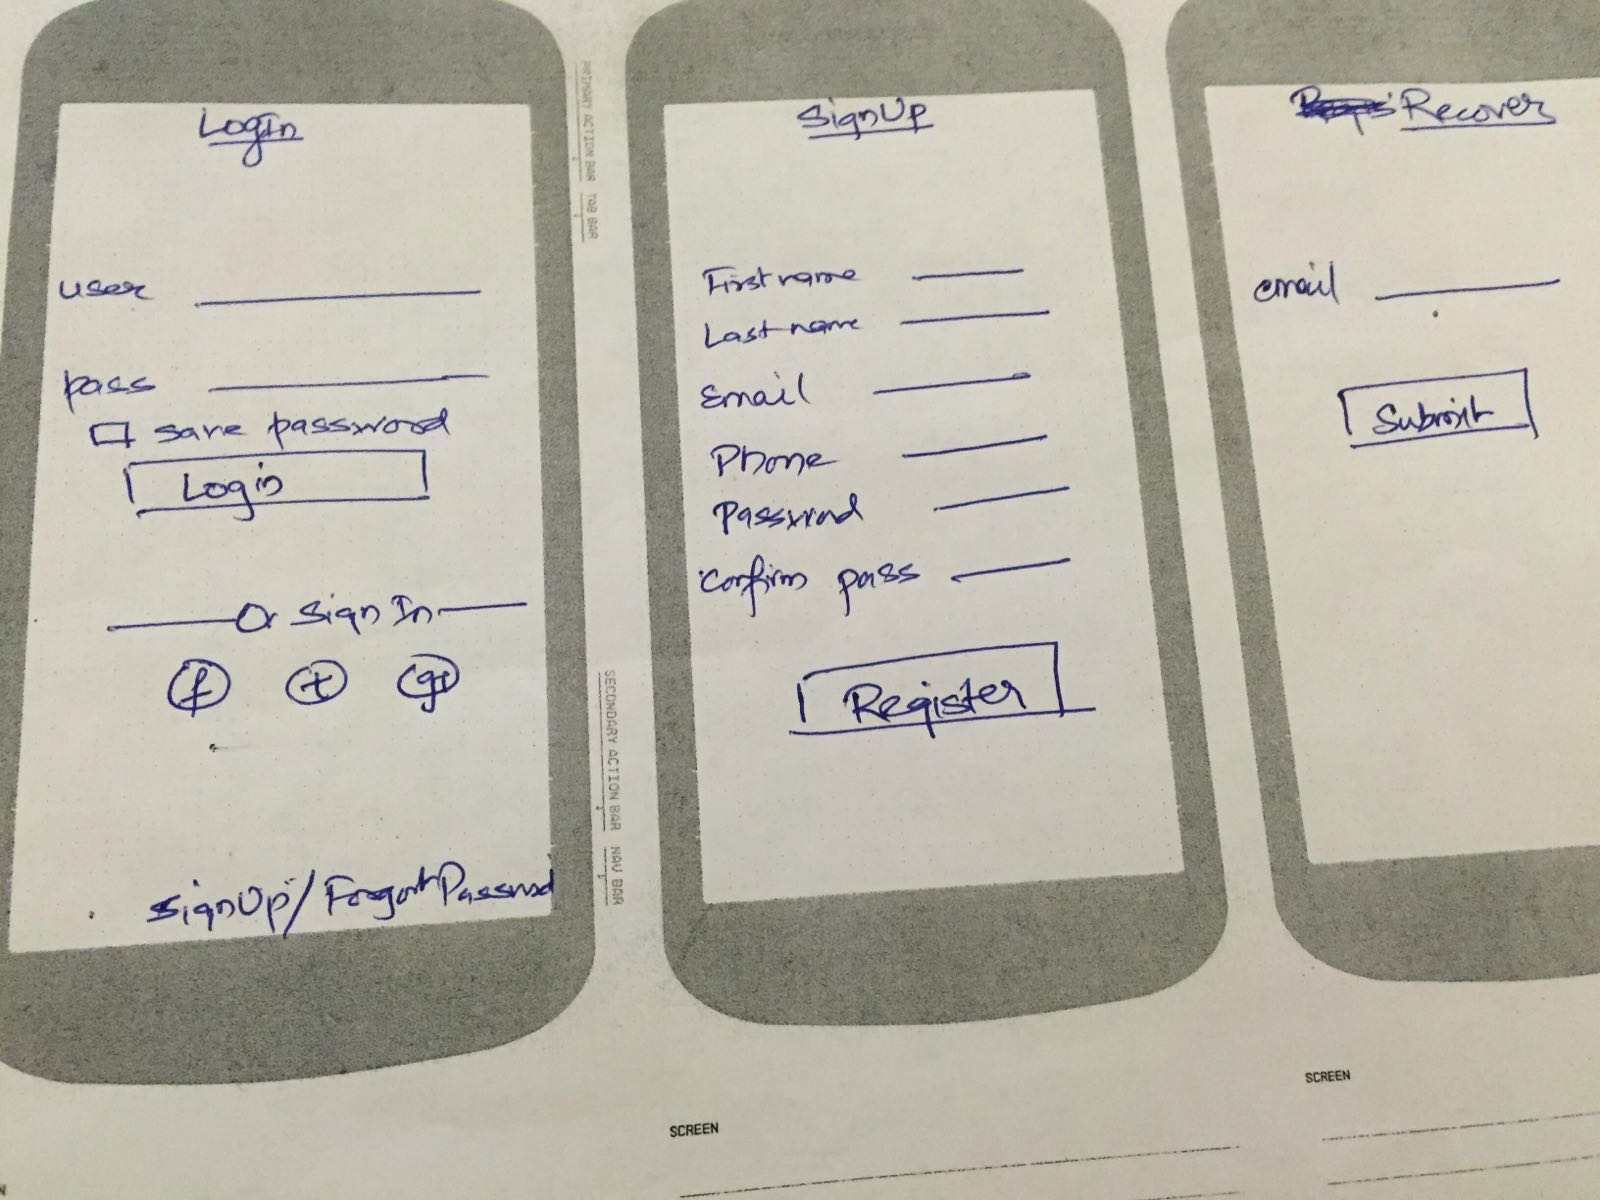 Login
user
pass
save password
Login
Or Sign In
f
t
g+
SignUp/Forgot Password
PRIMARY ACTION BAR TAB BAR
SECONDARY ACTION BAR NAV BAR
SignUp
First name
Last name
Email
Phone
Password
Confirm pass
Register
SCREEN
Recover
email
Submit
SCREEN